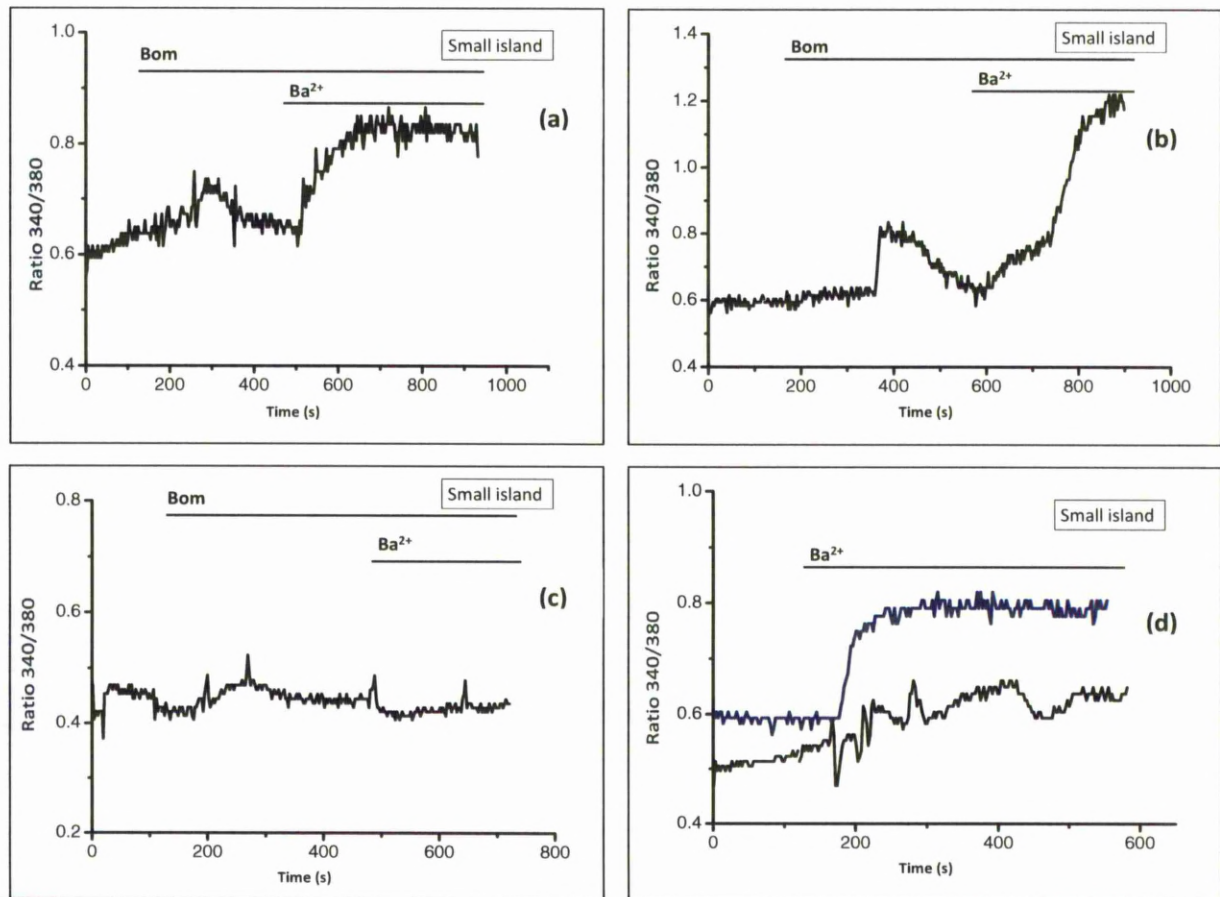 Small island
Bom
Ba²⁺
(a)
Ratio 340/380
1.0
0.8
0.6
0.4
0 200 400 600 800 1000
Time (s)
Small island
Bom
Ba²⁺
(b)
Ratio 340/380
1.4
1.2
1.0
0.8
0.6
0.4
0 200 400 600 800 1000
Time (s)
Small island
Bom
Ba²⁺
(c)
Ratio 340/380
0.8
0.6
0.4
0.2
0 200 400 600 800
Time (s)
Small island
Ba²⁺
(d)
Ratio 340/380
1.0
0.8
0.6
0.4
0 200 400 600
Time (s)